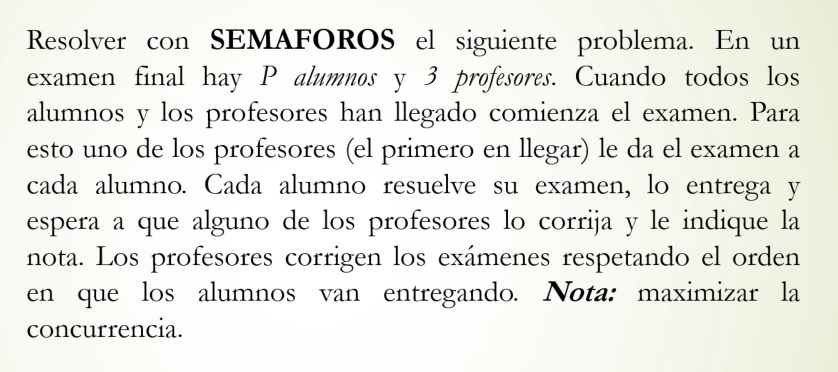 Resolver con SEMAFOROS el siguiente problema. En un
examen final hay P alumnos y 3 profesores. Cuando todos los
alumnos y los profesores han llegado comienza el examen. Para
esto uno de los profesores (el primero en llegar) le da el examen a
cada alumno. Cada alumno resuelve su examen, lo entrega y
espera a que alguno de los profesores lo corrija y le indique la
nota. Los profesores corrigen los exámenes respetando el orden
en que los alumnos van entregando. Nota: maximizar la
concurrencia.